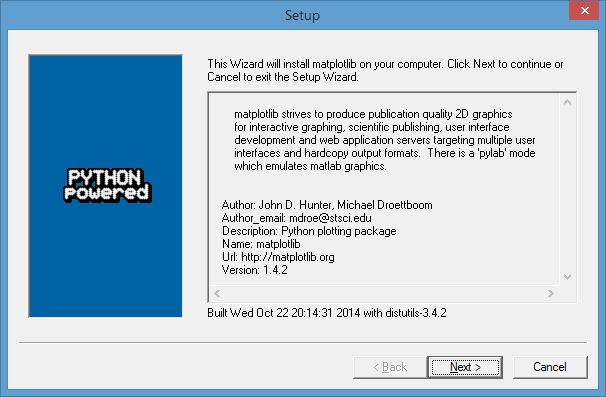 Setup
This Wizard will install matplotlib on your computer. Click Next to continue or
Cancel to exit the Setup Wizard.
PYTHON
powered
matplotlib strives to produce publication quality 2D graphics
for interactive graphing, scientific publishing, user interface
development and web application servers targeting multiple user
interfaces and hardcopy output formats.  There is a 'pylab' mode
which emulates matlab graphics.
Author: John D. Hunter, Michael Droettboom
Author_email: mdroe@stsci.edu
Description: Python plotting package
Name: matplotlib
Url: http://matplotlib.org
Version: 1.4.2
Built Wed Oct 22 20:14:31 2014 with distutils-3.4.2
< Back
Next >
Cancel